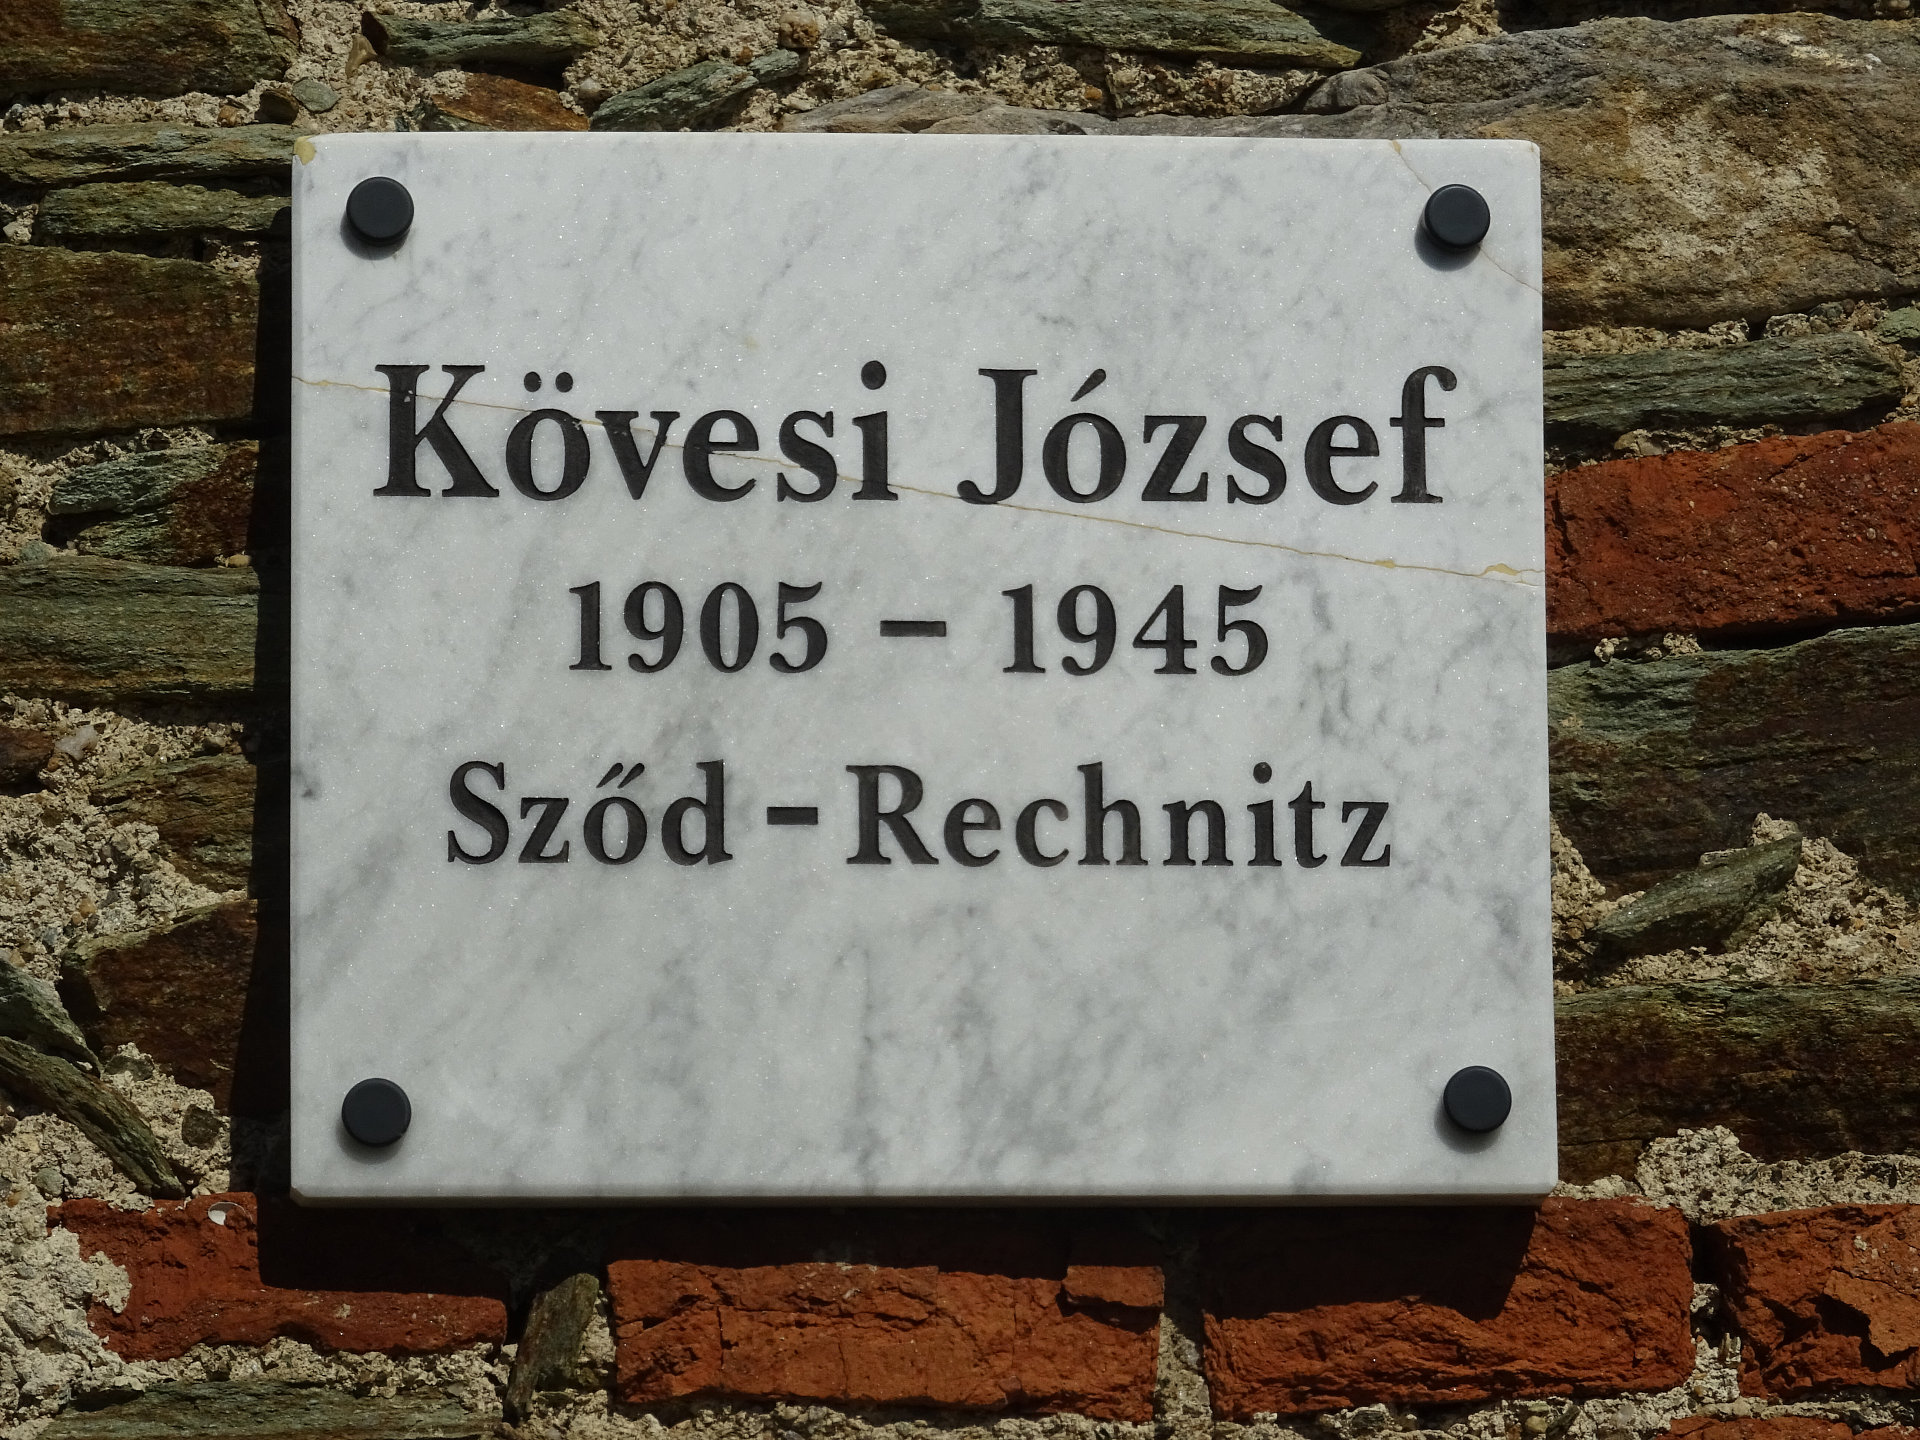 Kövesi József
1905 – 1945
Sződ - Rechnitz